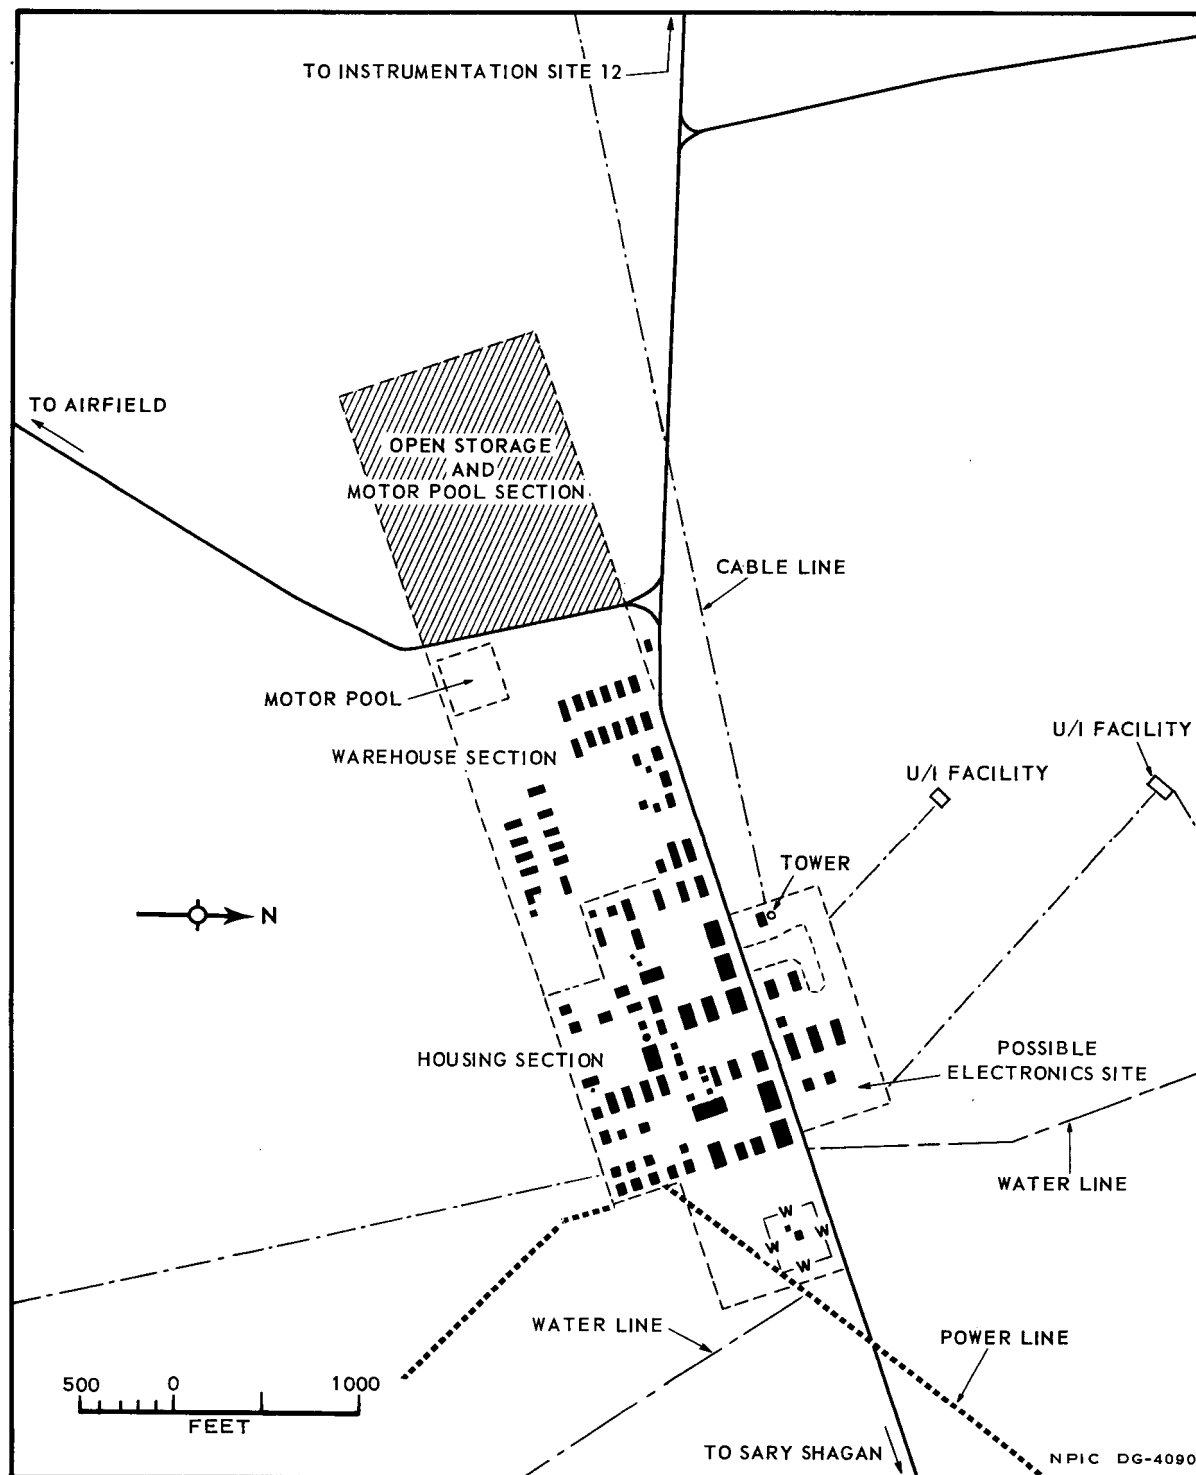 TO INSTRUMENTATION SITE 12
TO AIRFIELD
OPEN STORAGE
AND
MOTOR POOL SECTION
CABLE LINE
MOTOR POOL
U/I FACILITY
WAREHOUSE SECTION
U/I FACILITY
TOWER
N
POSSIBLE
ELECTRONICS SITE
HOUSING SECTION
WATER LINE
W
W
W
W
WATER LINE
POWER LINE
500 0 1000
FEET
TO SARY SHAGAN
NPIC DG-4090